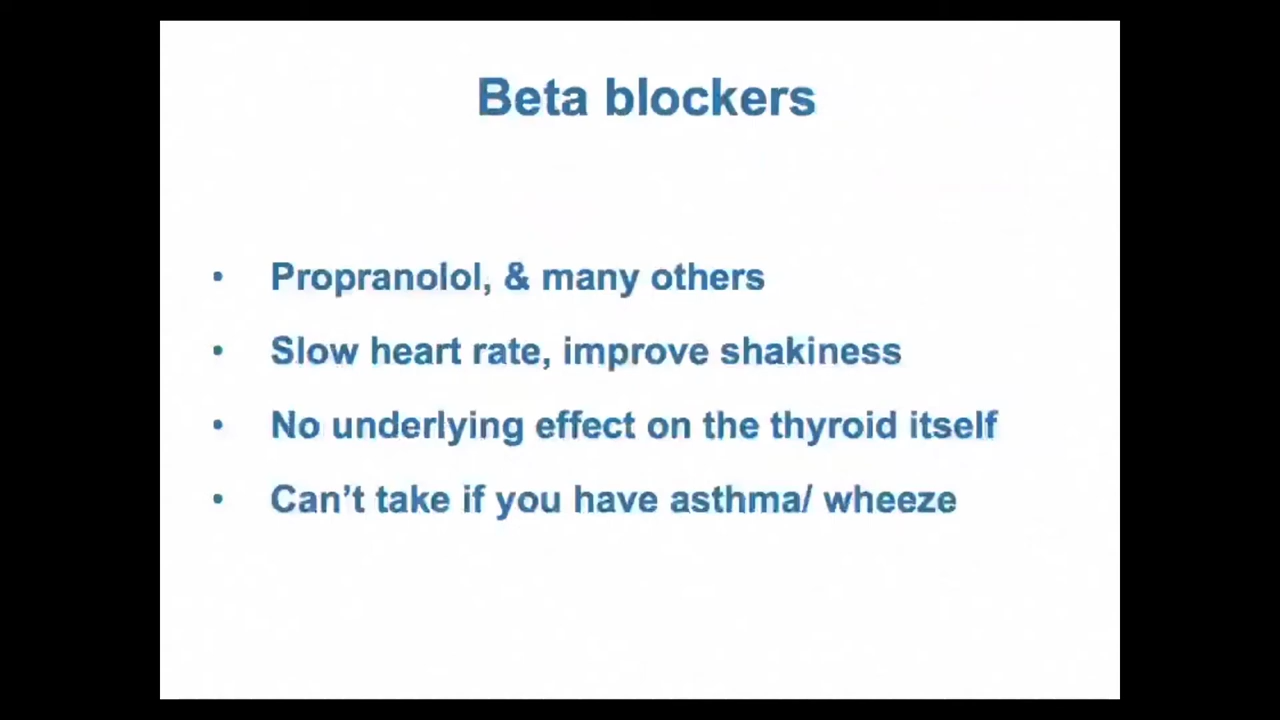 Beta blockers
• Propranolol, & many others
• Slow heart rate, improve shakiness
• No underlying effect on the thyroid itself
• Can’t take if you have asthma/ wheeze